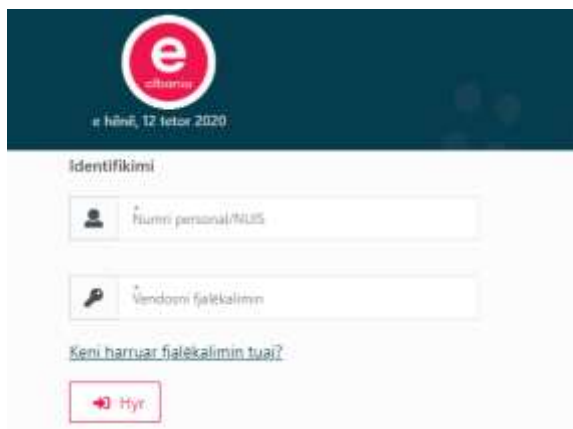 e
albania
e hënë, 12 tetor 2020
Identifikimi
* Numri personal/NUIS
* Vendosni fjalëkalimin
Keni harruar fjalëkalimin tuaj?
Hyr